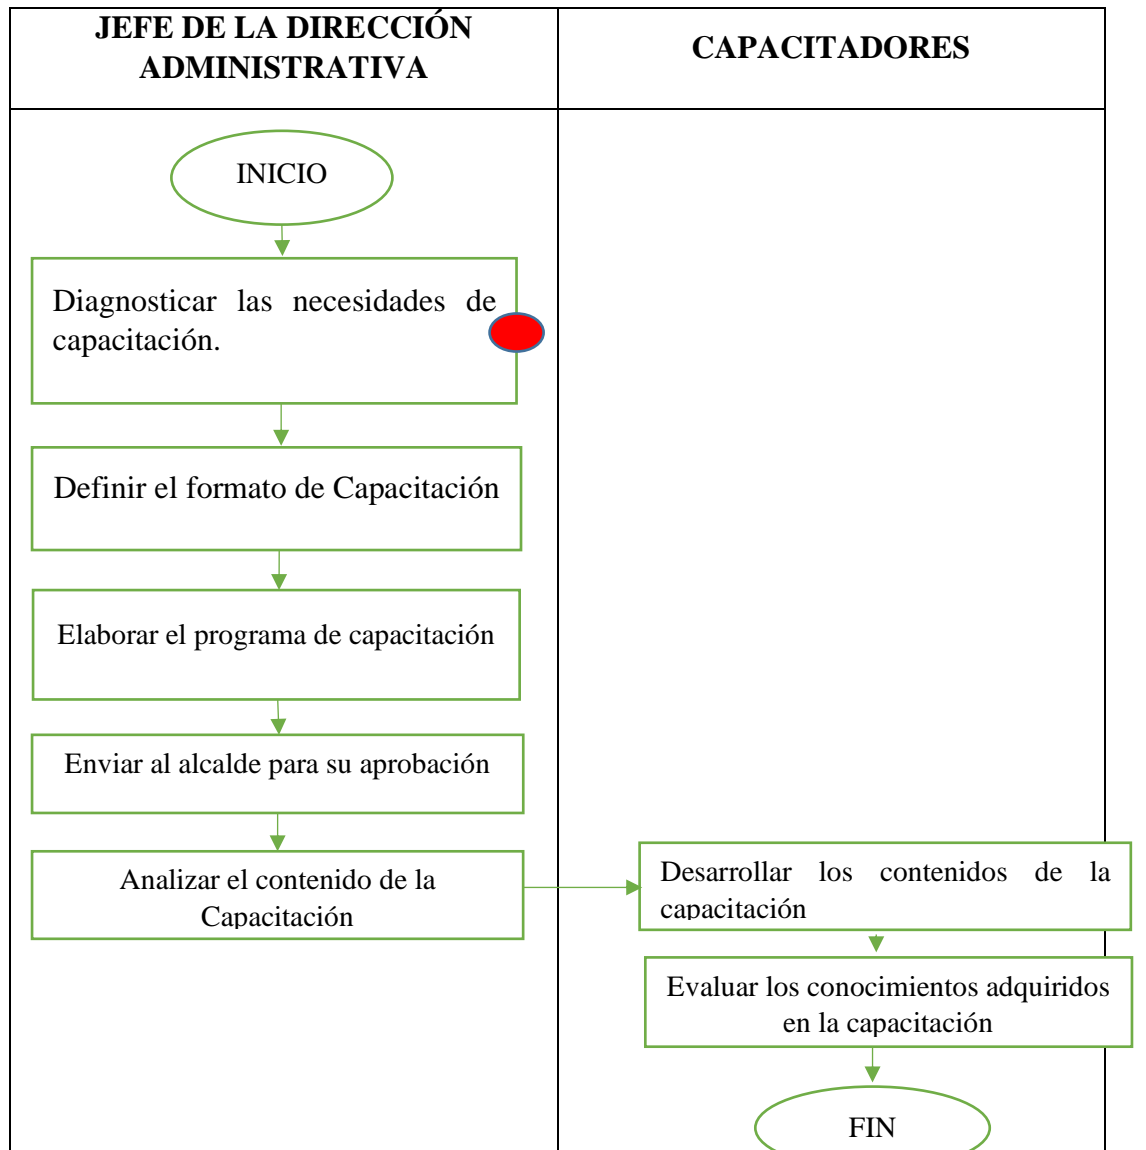 JEFE DE LA DIRECCIÓN
ADMINISTRATIVA
CAPACITADORES
INICIO
Diagnosticar las necesidades de
capacitación.
Definir el formato de Capacitación
Elaborar el programa de capacitación
Enviar al alcalde para su aprobación
Analizar el contenido de la
Capacitación
Desarrollar los contenidos de la
capacitación
Evaluar los conocimientos adquiridos
en la capacitación
FIN